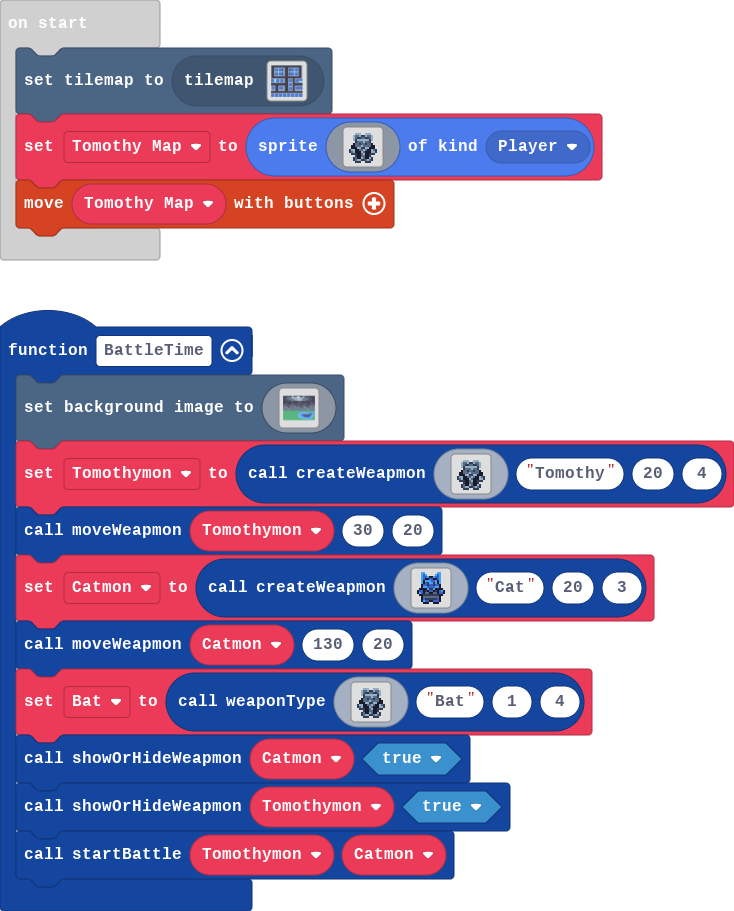 on start
set tilemap to tilemap
set Tomothy Map to sprite of kind Player
move Tomothy Map with buttons
function BattleTime
set background image to
set Tomothymon to call createWeapmon "Tomothy" 20 4
call moveWeapmon Tomothymon 30 20
set Catmon to call createWeapmon "Cat" 20 3
call moveWeapmon Catmon 130 20
set Bat to call weaponType "Bat" 1 4
call showOrHideWeapmon Catmon true
call showOrHideWeapmon Tomothymon true
call startBattle Tomothymon Catmon